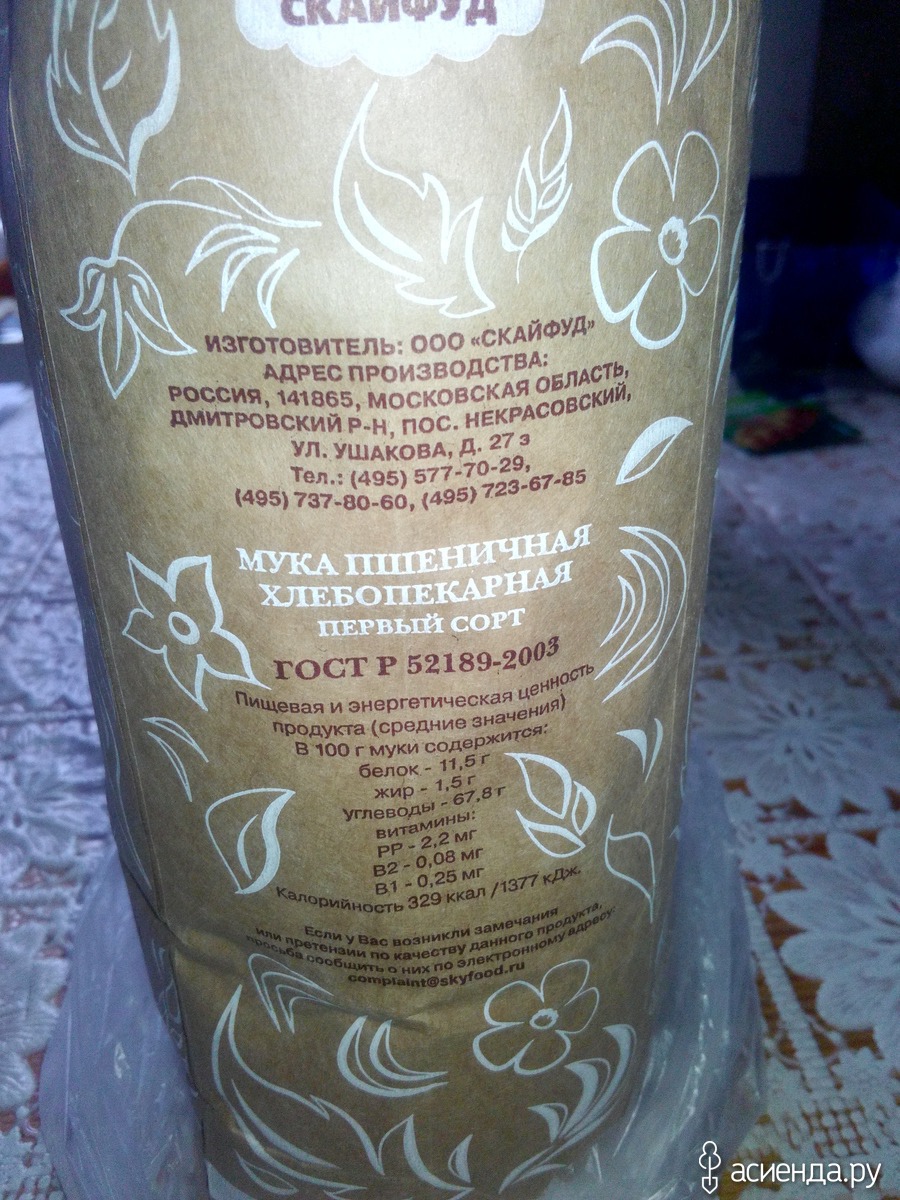 СКАЙФУД
ИЗГОТОВИТЕЛЬ: ООО «СКАЙФУД»
АДРЕС ПРОИЗВОДСТВА:
РОССИЯ, 141865, МОСКОВСКАЯ ОБЛАСТЬ,
ДМИТРОВСКИЙ Р-Н, ПОС. НЕКРАСОВСКИЙ,
УЛ. УШАКОВА, Д. 27 з
Тел.: (495) 577-70-29,
(495) 737-80-60, (495) 723-67-85
МУКА ПШЕНИЧНАЯ
ХЛЕБОПЕКАРНАЯ
ПЕРВЫЙ СОРТ
ГОСТ Р 52189-2003
Пищевая и энергетическая ценность
продукта (средние значения)
В 100 г муки содержится:
белок - 11,5 г
жир - 1,5 г
углеводы - 67,8 г
витамины:
РР - 2,2 мг
В2 - 0,08 мг
В1 - 0,25 мг
Калорийность 329 ккал /1377 кДж.
Если у Вас возникли замечания
или претензии по качеству данного продукта,
просьба сообщить о них по электронному адресу:
complaint@skyfood.ru
асиенда.ру